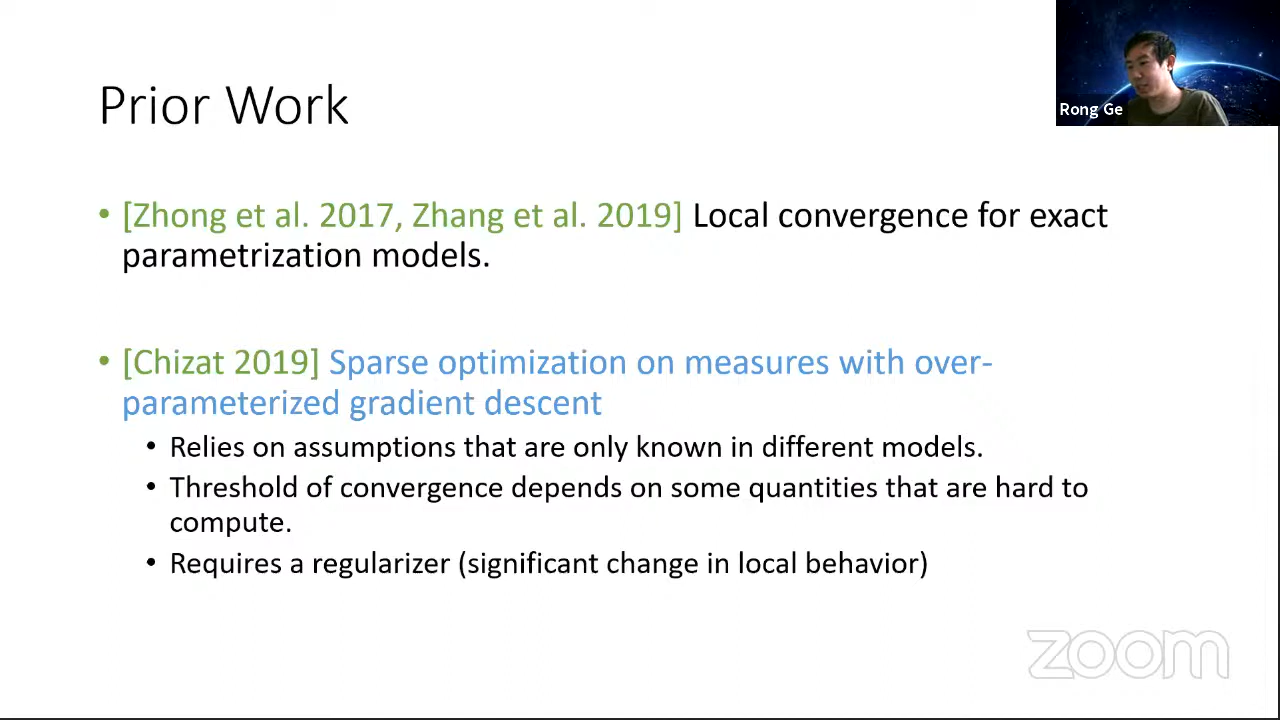 Rong Ge
Prior Work
• [Zhong et al. 2017, Zhang et al. 2019] Local convergence for exact
parametrization models.
• [Chizat 2019] Sparse optimization on measures with over-
parameterized gradient descent
• Relies on assumptions that are only known in different models.
• Threshold of convergence depends on some quantities that are hard to
compute.
• Requires a regularizer (significant change in local behavior)
zoom